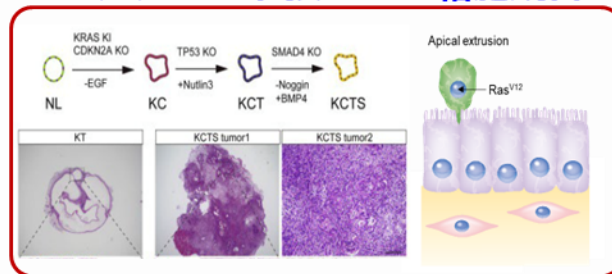 KRAS KI
CDKN2A KO
TP53 KO
SMAD4 KO
-EGF
+Nutlin3
-Noggin
+BMP4
NL
KC
KCT
KCTS
KT
KCTS tumor1
KCTS tumor2
Apical extrusion
Ras^V12